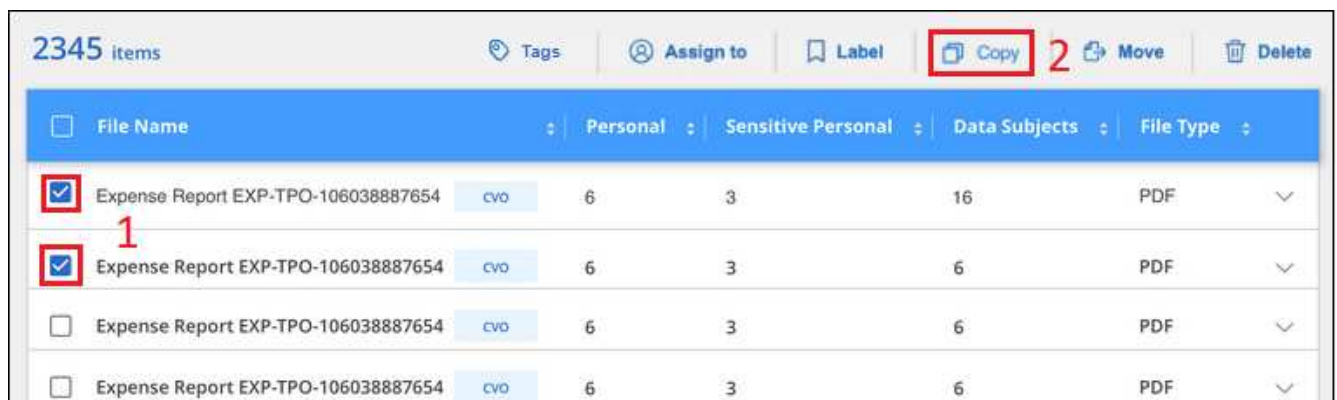 2345 items Tags Assign to Label Copy 2 Move Delete
File Name Personal Sensitive Personal Data Subjects File Type
Expense Report EXP-TPO-106038887654 CVO 6 3 16 PDF
1
Expense Report EXP-TPO-106038887654 CVO 6 3 6 PDF
Expense Report EXP-TPO-106038887654 CVO 6 3 6 PDF
Expense Report EXP-TPO-106038887654 CVO 6 3 6 PDF